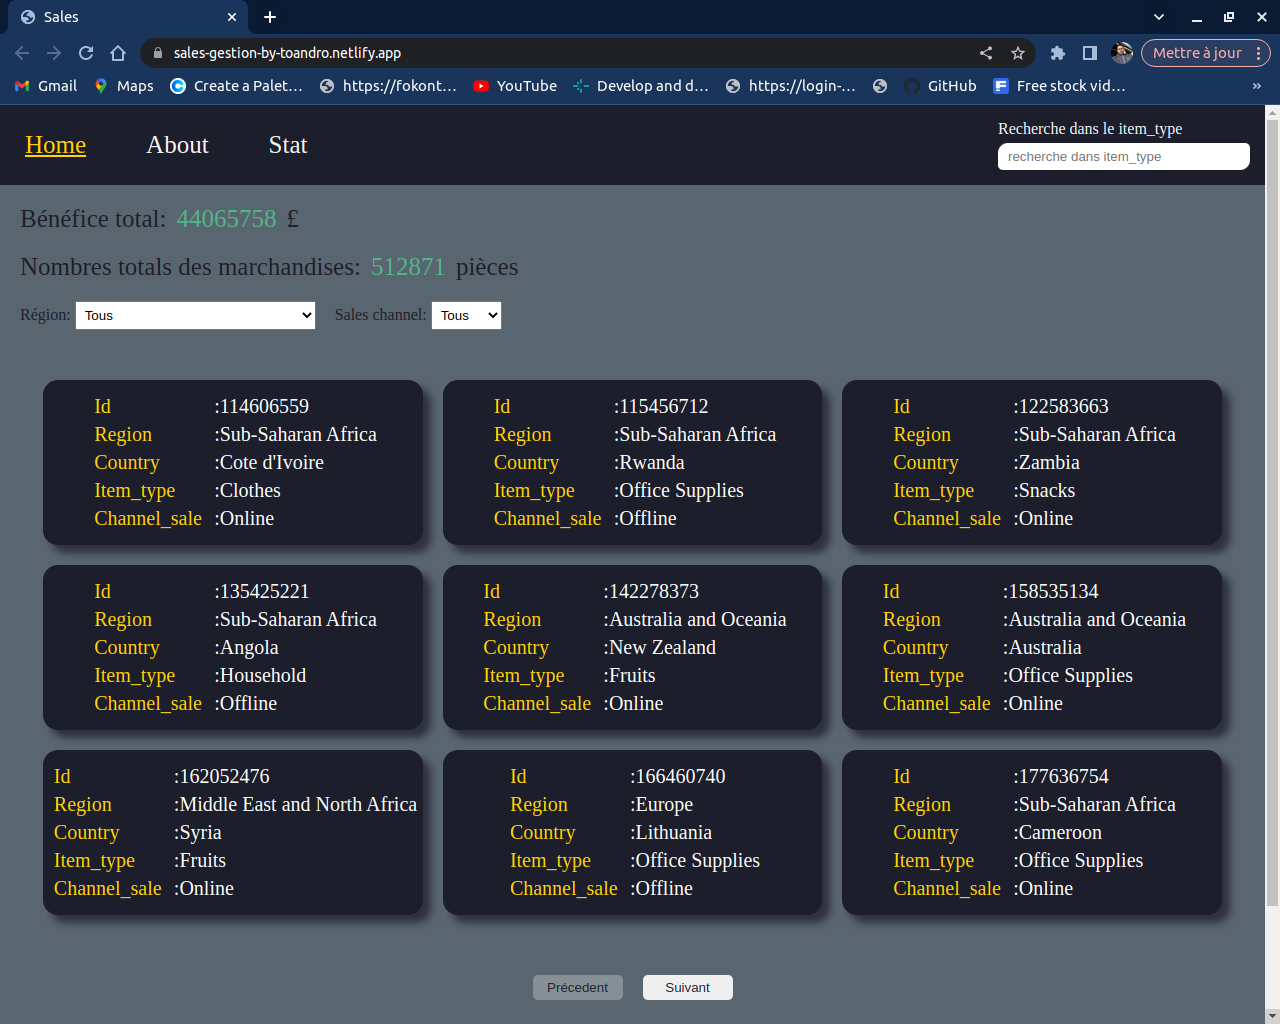 Sales
sales-gestion-by-toandro.netlify.app
Mettre à jour
Gmail
Maps
Create a Palet…
https://fokont…
YouTube
Develop and d…
https://login-…
GitHub
Free stock vid…
»
Home
About
Stat
Recherche dans le item_type
recherche dans item_type
Bénéfice total: 44065758 £
Nombres totals des marchandises: 512871 pièces
Région: Tous
Sales channel: Tous
Id :114606559
Region :Sub-Saharan Africa
Country :Cote d'Ivoire
Item_type :Clothes
Channel_sale :Online
Id :115456712
Region :Sub-Saharan Africa
Country :Rwanda
Item_type :Office Supplies
Channel_sale :Offline
Id :122583663
Region :Sub-Saharan Africa
Country :Zambia
Item_type :Snacks
Channel_sale :Online
Id :135425221
Region :Sub-Saharan Africa
Country :Angola
Item_type :Household
Channel_sale :Offline
Id :142278373
Region :Australia and Oceania
Country :New Zealand
Item_type :Fruits
Channel_sale :Online
Id :158535134
Region :Australia and Oceania
Country :Australia
Item_type :Office Supplies
Channel_sale :Online
Id :162052476
Region :Middle East and North Africa
Country :Syria
Item_type :Fruits
Channel_sale :Online
Id :166460740
Region :Europe
Country :Lithuania
Item_type :Office Supplies
Channel_sale :Offline
Id :177636754
Region :Sub-Saharan Africa
Country :Cameroon
Item_type :Office Supplies
Channel_sale :Online
Précedent
Suivant